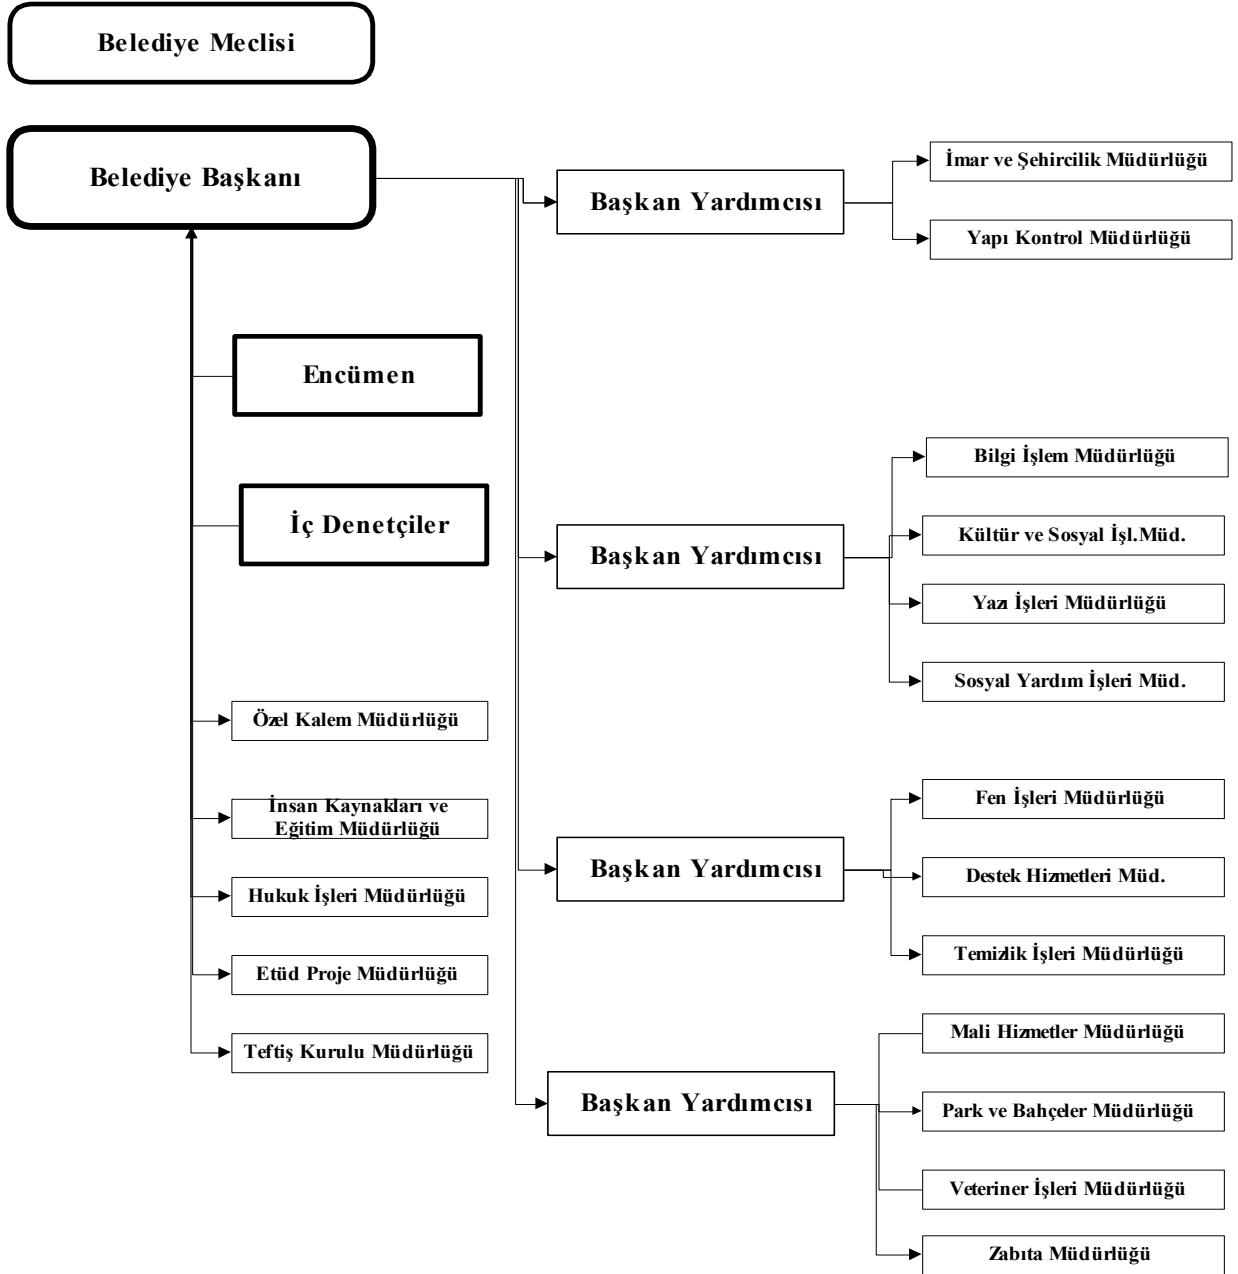 Belediye Meclisi
Belediye Başkanı
Encümen
İç Denetçiler
Özel Kalem Müdürlüğü
İnsan Kaynakları ve
Eğitim Müdürlüğü
Hukuk İşleri Müdürlüğü
Etüd Proje Müdürlüğü
Teftiş Kurulu Müdürlüğü
Başkan Yardımcısı
İmar ve Şehircilik Müdürlüğü
Yapı Kontrol Müdürlüğü
Başkan Yardımcısı
Bilgi İşlem Müdürlüğü
Kültür ve Sosyal İşl.Müd.
Yazı İşleri Müdürlüğü
Sosyal Yardım İşleri Müd.
Başkan Yardımcısı
Fen İşleri Müdürlüğü
Destek Hizmetleri Müd.
Temizlik İşleri Müdürlüğü
Başkan Yardımcısı
Mali Hizmetler Müdürlüğü
Park ve Bahçeler Müdürlüğü
Veteriner İşleri Müdürlüğü
Zabıta Müdürlüğü